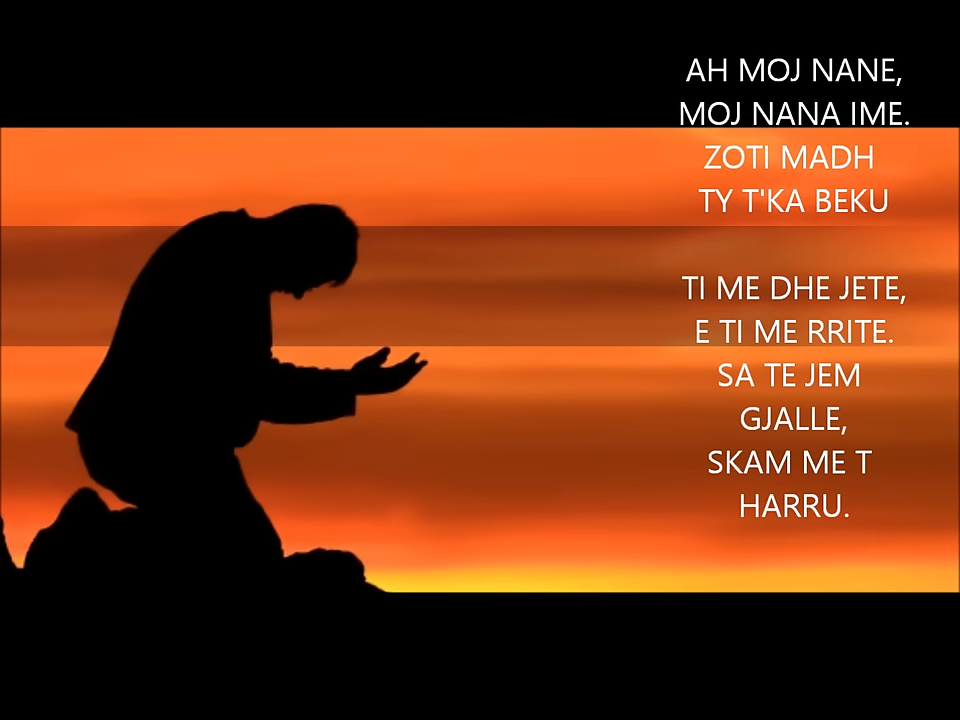 AH MOJ NANE,
MOJ NANA IME.
ZOTI MADH
TY T'KA BEKU
TI ME DHE JETE,
E TI ME RRITE.
SA TE JEM
GJALLE,
SKAM ME T
HARRU.